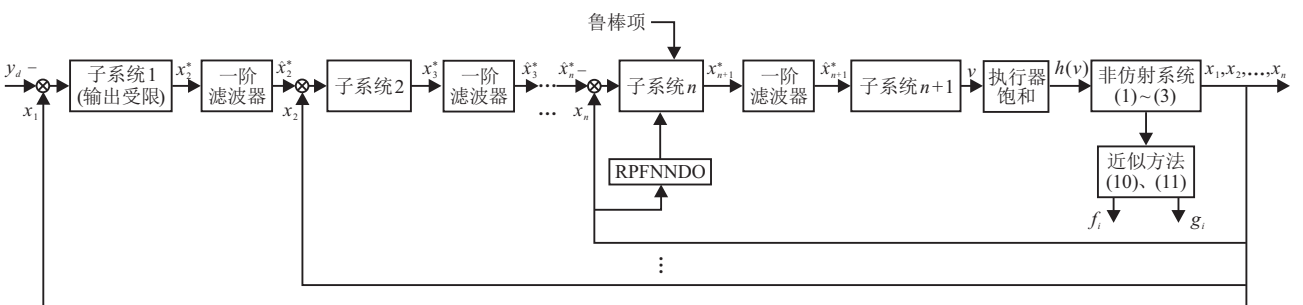 鲁棒项
y_d −
x_1
子系统1
(输出受限)
x_2^*
一阶
滤波器
x̂_2^*
x_2
子系统2
x_3^*
一阶
滤波器
x̂_3^*
...
...
x̂_n^* −
x_n
子系统n
x_{n+1}^*
一阶
滤波器
x̂_{n+1}^*
子系统n+1
v
执行器
饱和
h(v)
非仿射系统
(1)~(3)
x_1,x_2,...,x_n
RPFNNDO
近似方法
(10)、(11)
f_i
g_i
⋮